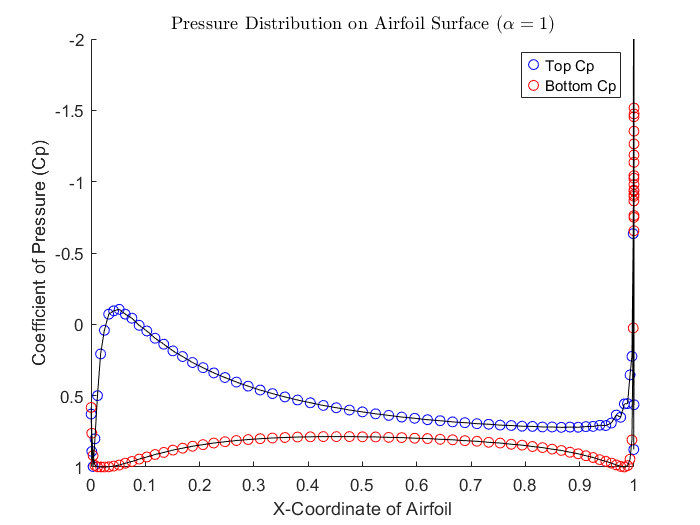 Pressure Distribution on Airfoil Surface (α = 1)
-2
Top Cp
Bottom Cp
-1.5
-1
-0.5
0
0.5
1
Coefficient of Pressure (Cp)
0 0.1 0.2 0.3 0.4 0.5 0.6 0.7 0.8 0.9 1
X-Coordinate of Airfoil